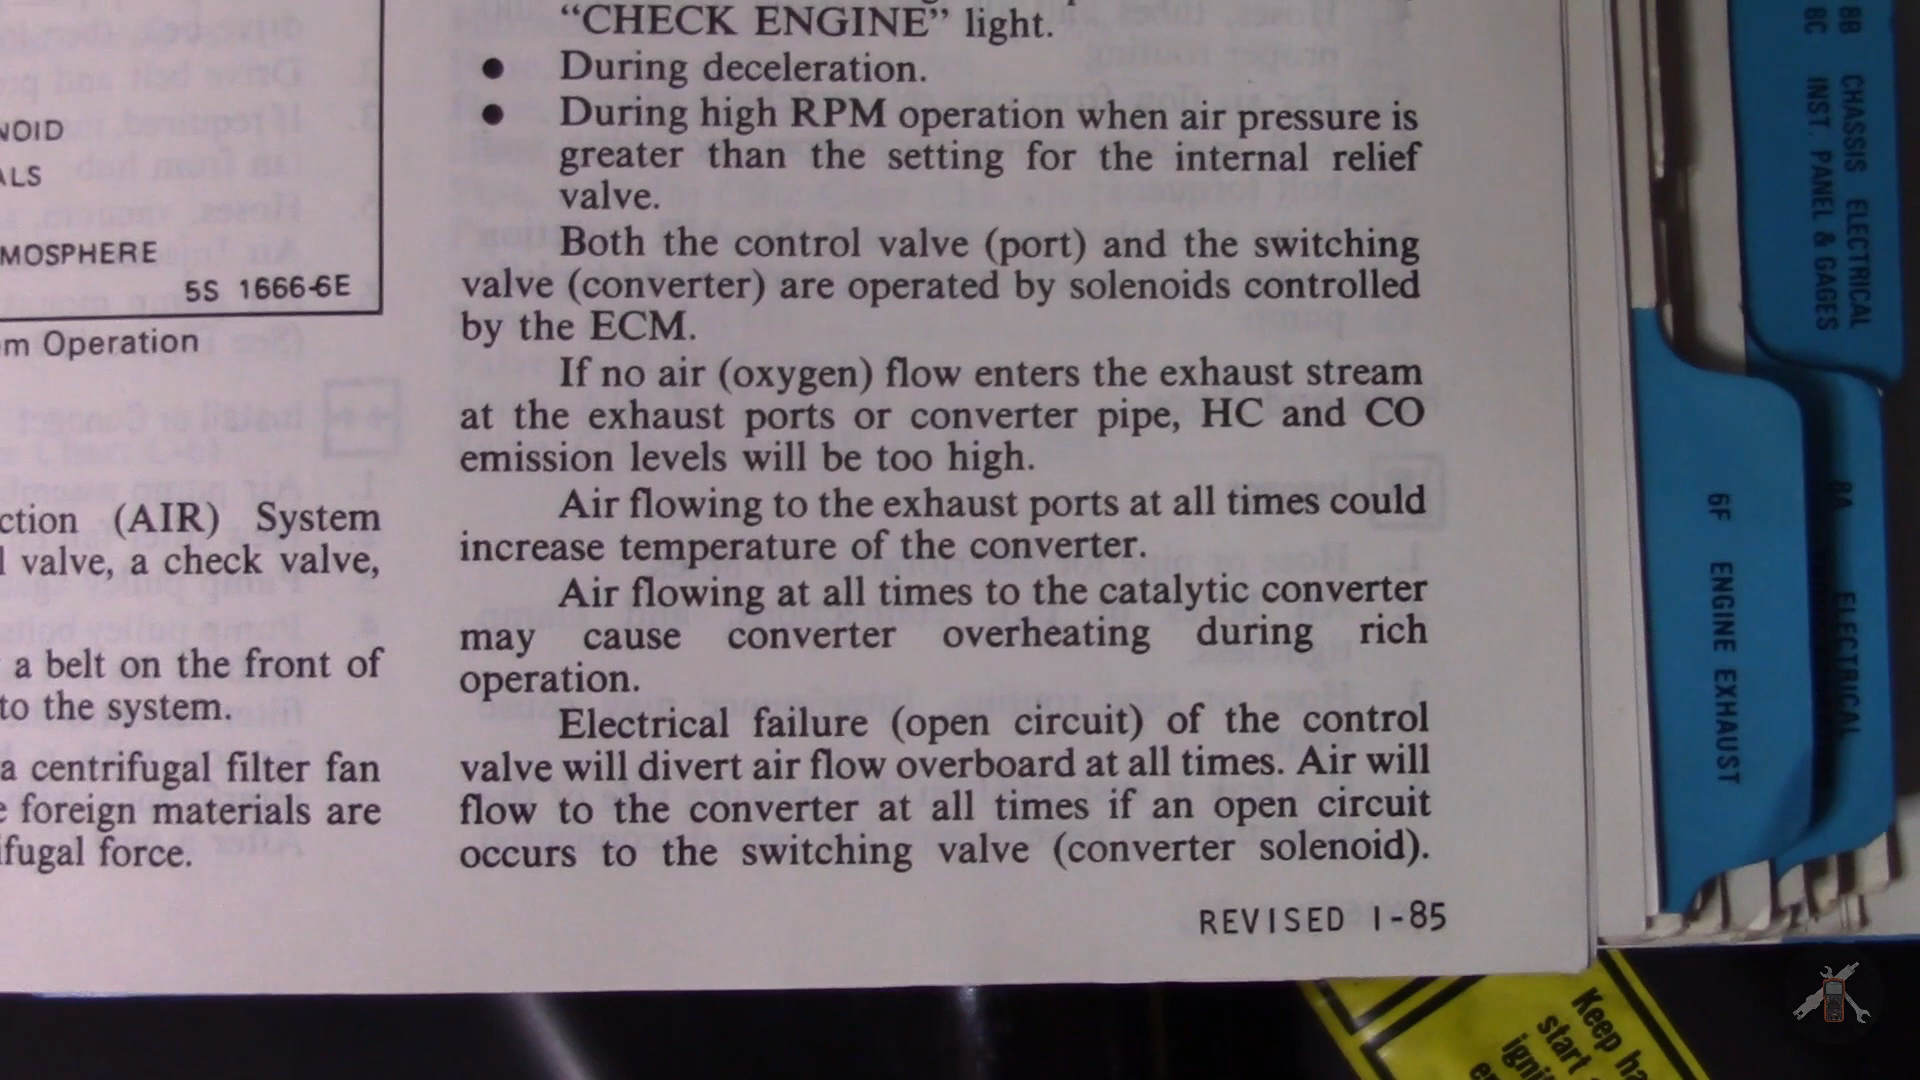 NOID
ALS
MOSPHERE
5S 1666-6E
m Operation
ction (AIR) System
l valve, a check valve,
a belt on the front of
to the system.
a centrifugal filter fan
e foreign materials are
ifugal force.
“CHECK ENGINE” light.
● During deceleration.
● During high RPM operation when air pressure is
greater than the setting for the internal relief
valve.
Both the control valve (port) and the switching
valve (converter) are operated by solenoids controlled
by the ECM.
If no air (oxygen) flow enters the exhaust stream
at the exhaust ports or converter pipe, HC and CO
emission levels will be too high.
Air flowing to the exhaust ports at all times could
increase temperature of the converter.
Air flowing at all times to the catalytic converter
may cause converter overheating during rich
operation.
Electrical failure (open circuit) of the control
valve will divert air flow overboard at all times. Air will
flow to the converter at all times if an open circuit
occurs to the switching valve (converter solenoid).
REVISED 1-85
8B CHASSIS ELECTRICAL
8C INST. PANEL & GAGES
6F ENGINE EXHAUST
8A ELECTRICAL
Keep ha
start
igni